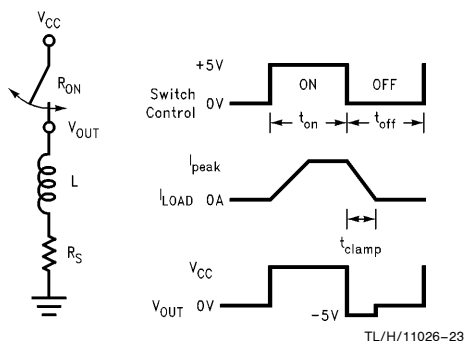 V_CC
R_ON
V_OUT
L
R_S
+5V
Switch
Control
0V
ON
OFF
t_on
t_off
I_peak
I_LOAD 0A
t_clamp
V_CC
V_OUT 0V
-5V
TL/H/11026-23